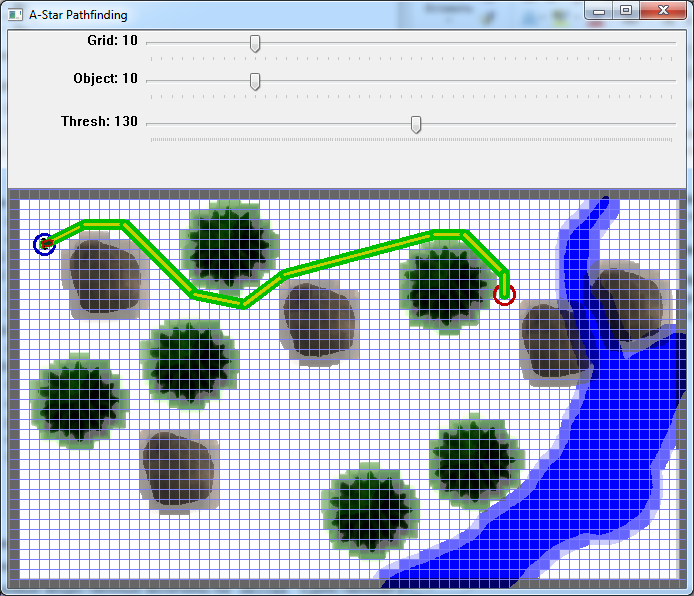 A-Star Pathfinding
Grid: 10
Object: 10
Thresh: 130